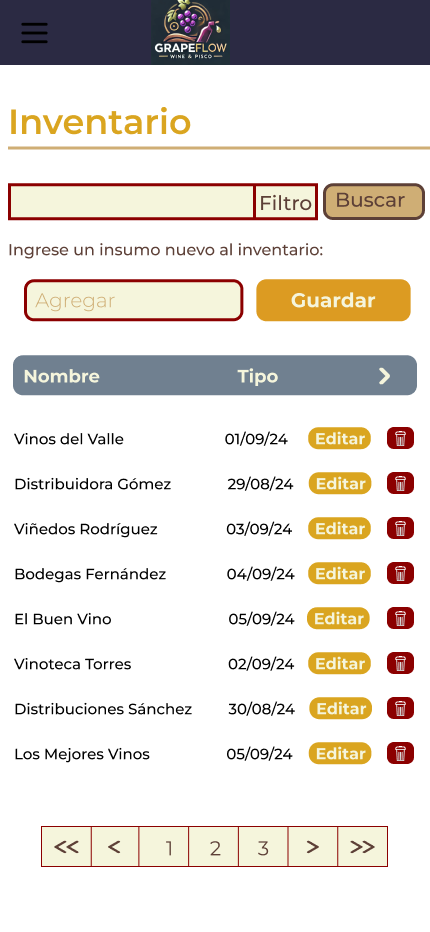 GRAPEFLOW
WINE & PISCO
Inventario
Filtro Buscar
Ingrese un insumo nuevo al inventario:
Agregar Guardar
Nombre Tipo >
Vinos del Valle 01/09/24 Editar
Distribuidora Gómez 29/08/24 Editar
Viñedos Rodríguez 03/09/24 Editar
Bodegas Fernández 04/09/24 Editar
El Buen Vino 05/09/24 Editar
Vinoteca Torres 02/09/24 Editar
Distribuciones Sánchez 30/08/24 Editar
Los Mejores Vinos 05/09/24 Editar
<< < 1 2 3 > >>